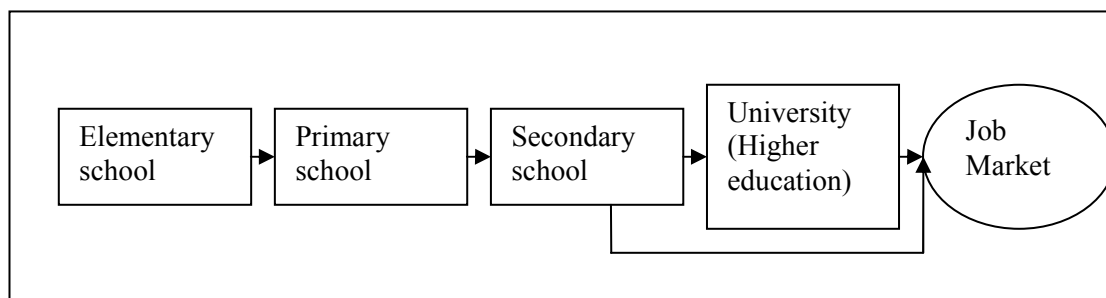 Elementary
school
Primary
school
Secondary
school
University
(Higher
education)
Job
Market